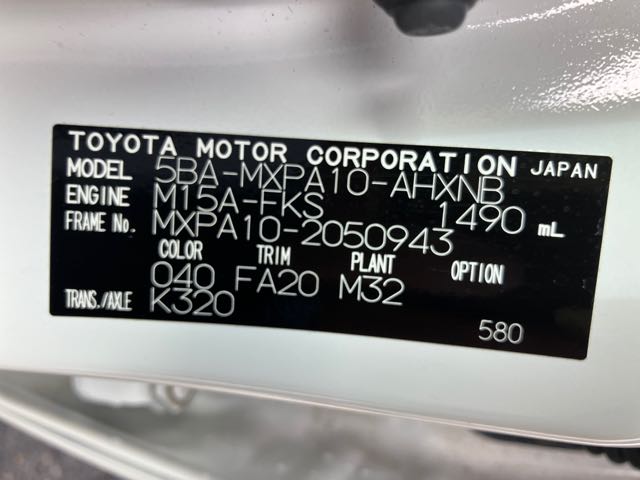 TOYOTA MOTOR CORPORATION JAPAN
MODEL 5BA-MXPA10-AHXNB
ENGINE M15A-FKS 1490 mL
FRAME No. MXPA10-2050943
COLOR TRIM PLANT OPTION
040 FA20 M32
TRANS./AXLE K320
580